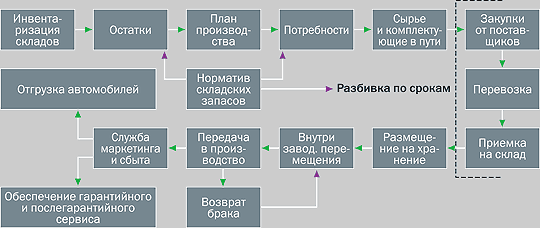 Инвента-
ризация
складов
Остатки
План
производ-
ства
Потребности
Сырье
и комплекту-
ющие в пути
Закупки
от постав-
щиков
Норматив
складских
запасов
Разбивка по срокам
Отгрузка автомобилей
Перевозка
Служба
маркетинга
и сбыта
Передача
в произ-
водство
Внутри
завод. пере-
мещения
Размеще-
ние на хра-
нение
Приемка
на склад
Обеспечение гарантийного
и послегарантийного
сервиса
Возврат
брака